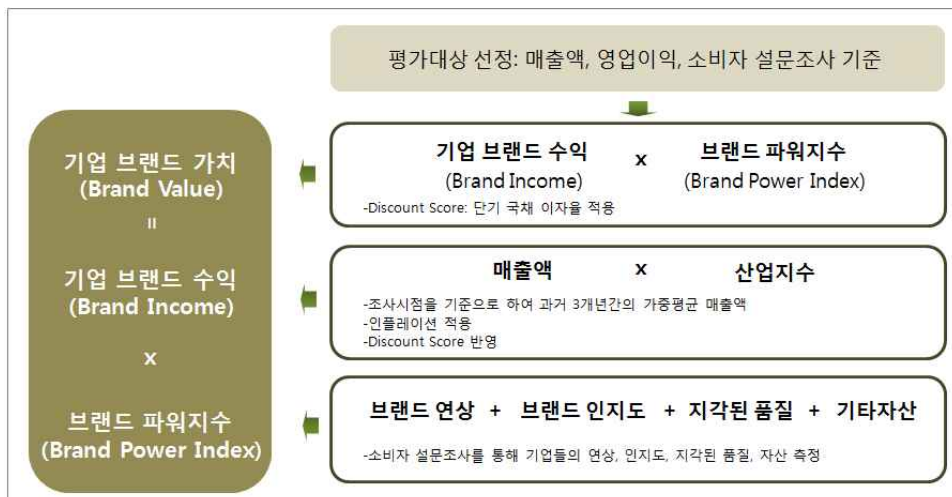 평가대상 선정: 매출액, 영업이익, 소비자 설문조사 기준
기업 브랜드 가치
(Brand Value)
=
기업 브랜드 수익
(Brand Income)
x
브랜드 파워지수
(Brand Power Index)
기업 브랜드 수익 x 브랜드 파워지수
(Brand Income) (Brand Power Index)
-Discount Score: 단기 국채 이자율 적용
매출액 x 산업지수
-조사시점을 기준으로 하여 과거 3개년간의 가중평균 매출액
-인플레이션 적용
-Discount Score 반영
브랜드 연상 + 브랜드 인지도 + 지각된 품질 + 기타자산
-소비자 설문조사를 통해 기업들의 연상, 인지도, 지각된 품질, 자산 측정